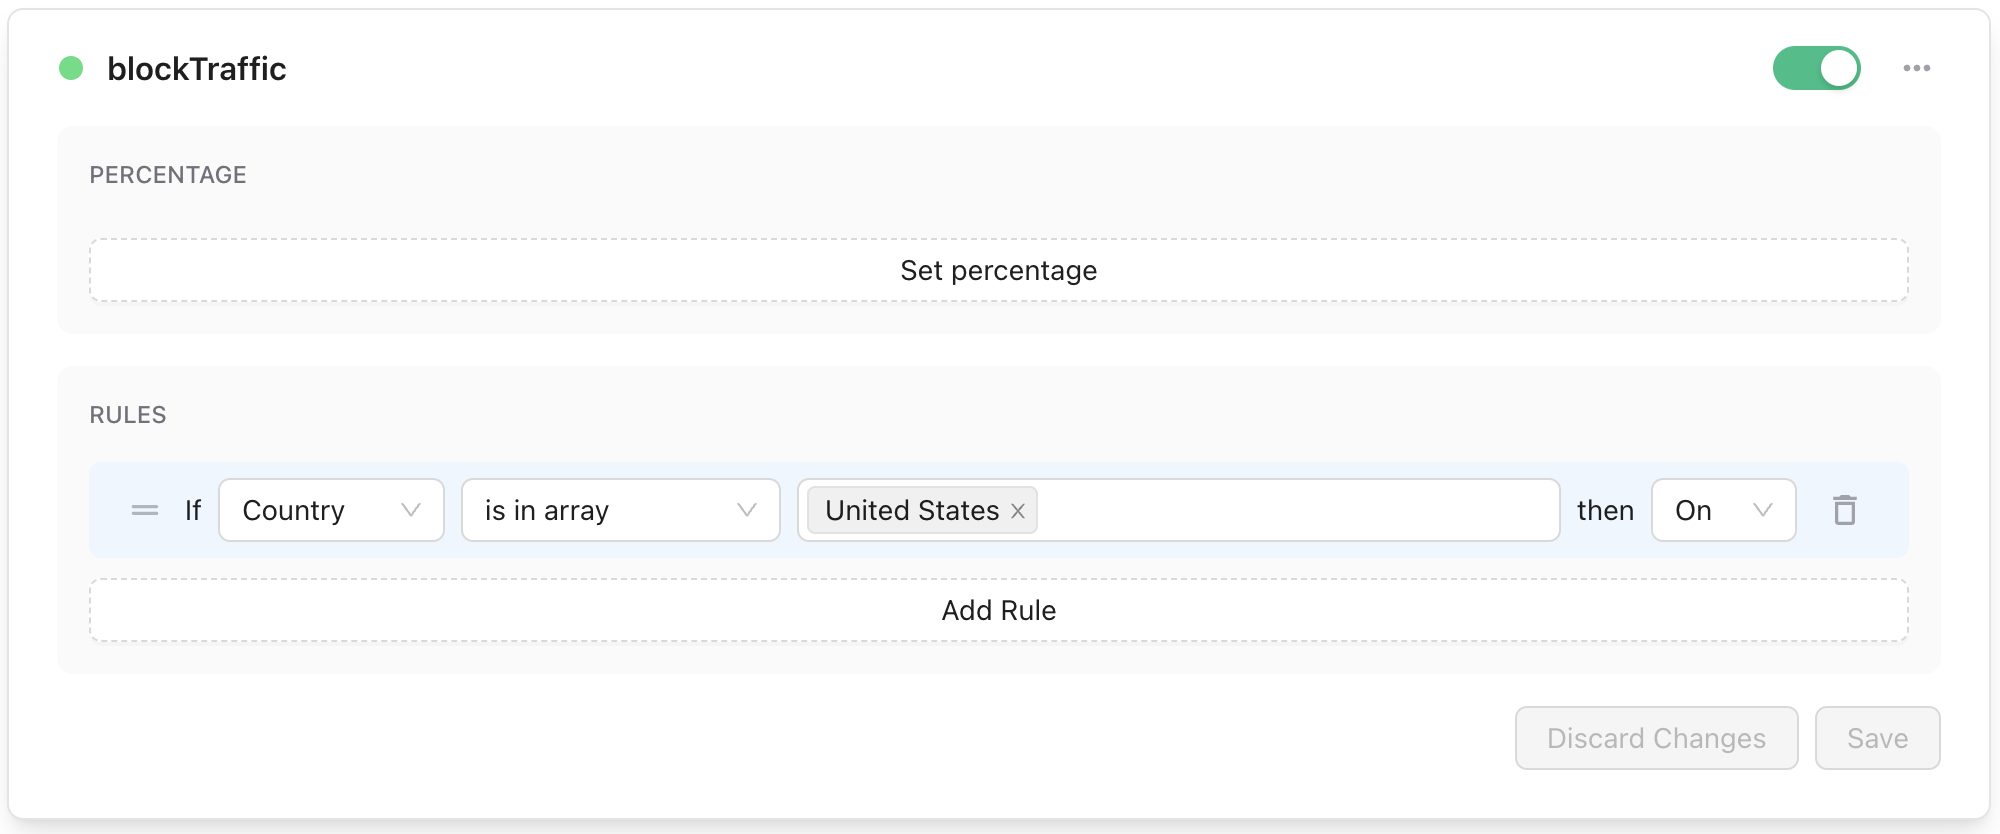 blockTraffic
PERCENTAGE
Set percentage
RULES
If Country is in array United States then On
Add Rule
Discard Changes Save